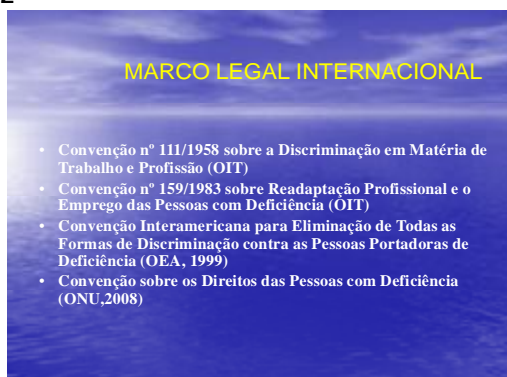 MARCO LEGAL INTERNACIONAL
• Convenção nº 111/1958 sobre a Discriminação em Matéria de
Trabalho e Profissão (OIT)
• Convenção nº 159/1983 sobre Readaptação Profissional e o
Emprego das Pessoas com Deficiência (OIT)
• Convenção Interamericana para Eliminação de Todas as
Formas de Discriminação contra as Pessoas Portadoras de
Deficiência (OEA, 1999)
• Convenção sobre os Direitos das Pessoas com Deficiência
(ONU,2008)